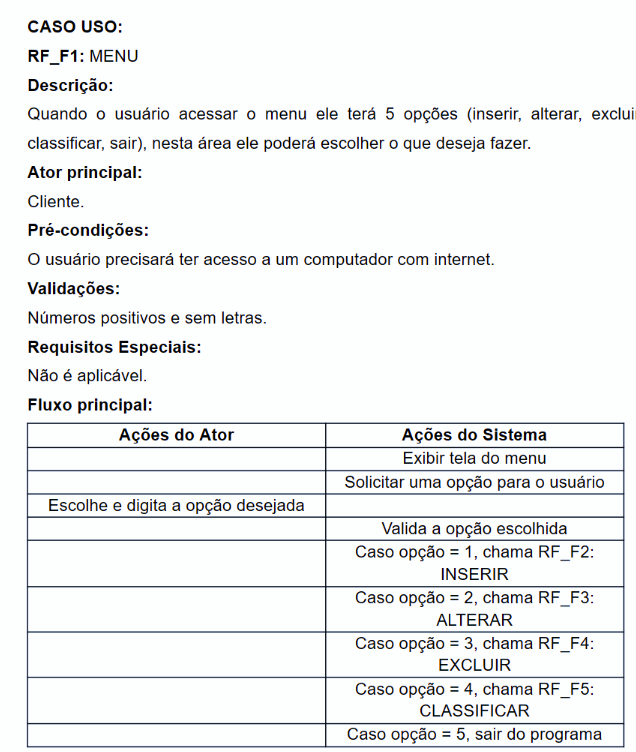 CASO USO:
RF_F1: MENU
Descrição:
Quando o usuário acessar o menu ele terá 5 opções (inserir, alterar, exclui
classificar, sair), nesta área ele poderá escolher o que deseja fazer.
Ator principal:
Cliente.
Pré-condições:
O usuário precisará ter acesso a um computador com internet.
Validações:
Números positivos e sem letras.
Requisitos Especiais:
Não é aplicável.
Fluxo principal:
Ações do Ator Ações do Sistema
Exibir tela do menu
Solicitar uma opção para o usuário
Escolhe e digita a opção desejada
Valida a opção escolhida
Caso opção = 1, chama RF_F2:
INSERIR
Caso opção = 2, chama RF_F3:
ALTERAR
Caso opção = 3, chama RF_F4:
EXCLUIR
Caso opção = 4, chama RF_F5:
CLASSIFICAR
Caso opção = 5, sair do programa